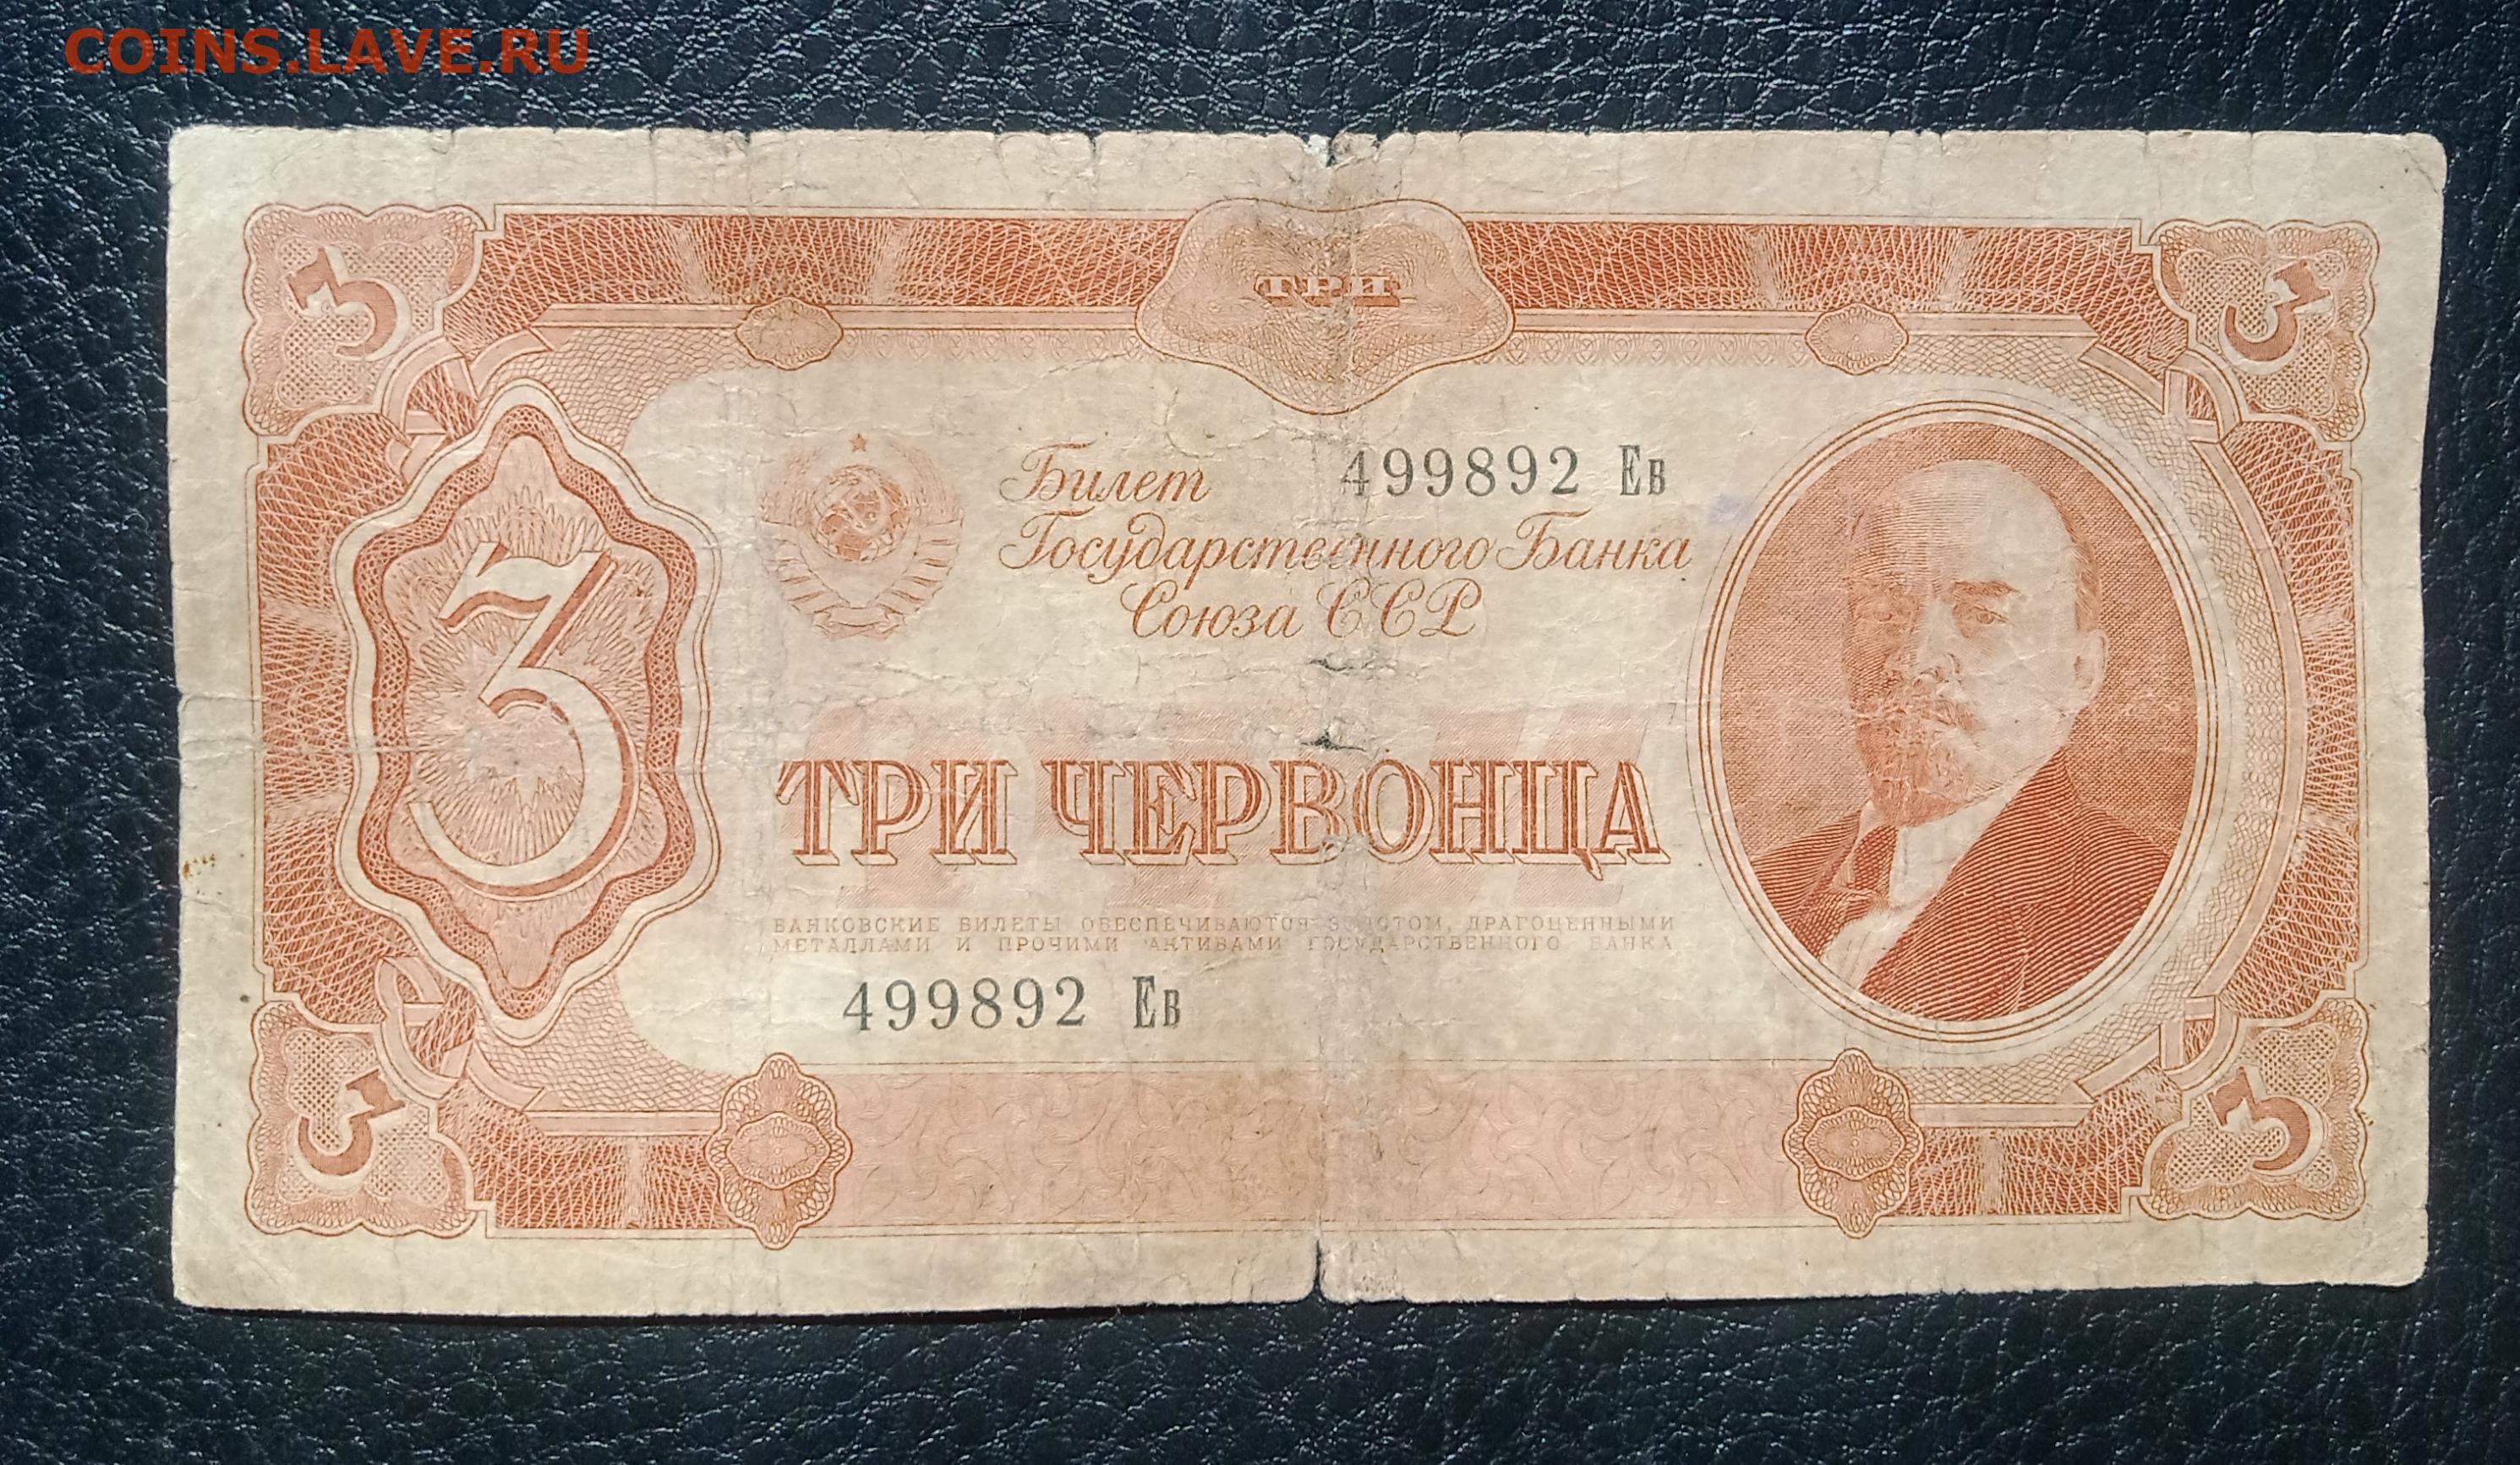 COINS.LAVE.RU
3 ТРИ 3
Билет 499892 Ев
Государственного Банка
Союза ССР
3
ТРИ ЧЕРВОНЦА
БАНКОВСКИЕ БИЛЕТЫ ОБЕСПЕЧИВАЮТСЯ ЗОЛОТОМ, ДРАГОЦЕННЫМИ
МЕТАЛЛАМИ И ПРОЧИМИ АКТИВАМИ ГОСУДАРСТВЕННОГО БАНКА
499892 Ев
3 3